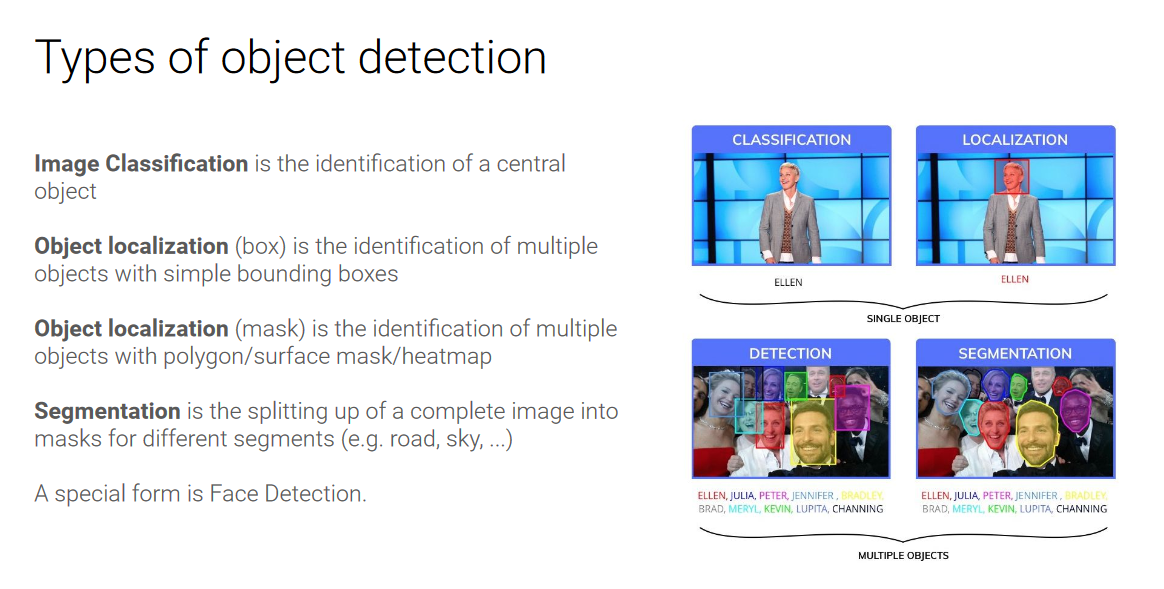 Types of object detection
Image Classification is the identification of a central
object
Object localization (box) is the identification of multiple
objects with simple bounding boxes
Object localization (mask) is the identification of multiple
objects with polygon/surface mask/heatmap
Segmentation is the splitting up of a complete image into
masks for different segments (e.g. road, sky, ...)
A special form is Face Detection.
CLASSIFICATION
LOCALIZATION
ELLEN
ELLEN
SINGLE OBJECT
DETECTION
SEGMENTATION
ELLEN, JULIA, PETER, JENNIFER , BRADLEY,
BRAD, MERYL, KEVIN, LUPITA, CHANNING
ELLEN, JULIA, PETER, JENNIFER , BRADLEY,
BRAD, MERYL, KEVIN, LUPITA, CHANNING
MULTIPLE OBJECTS